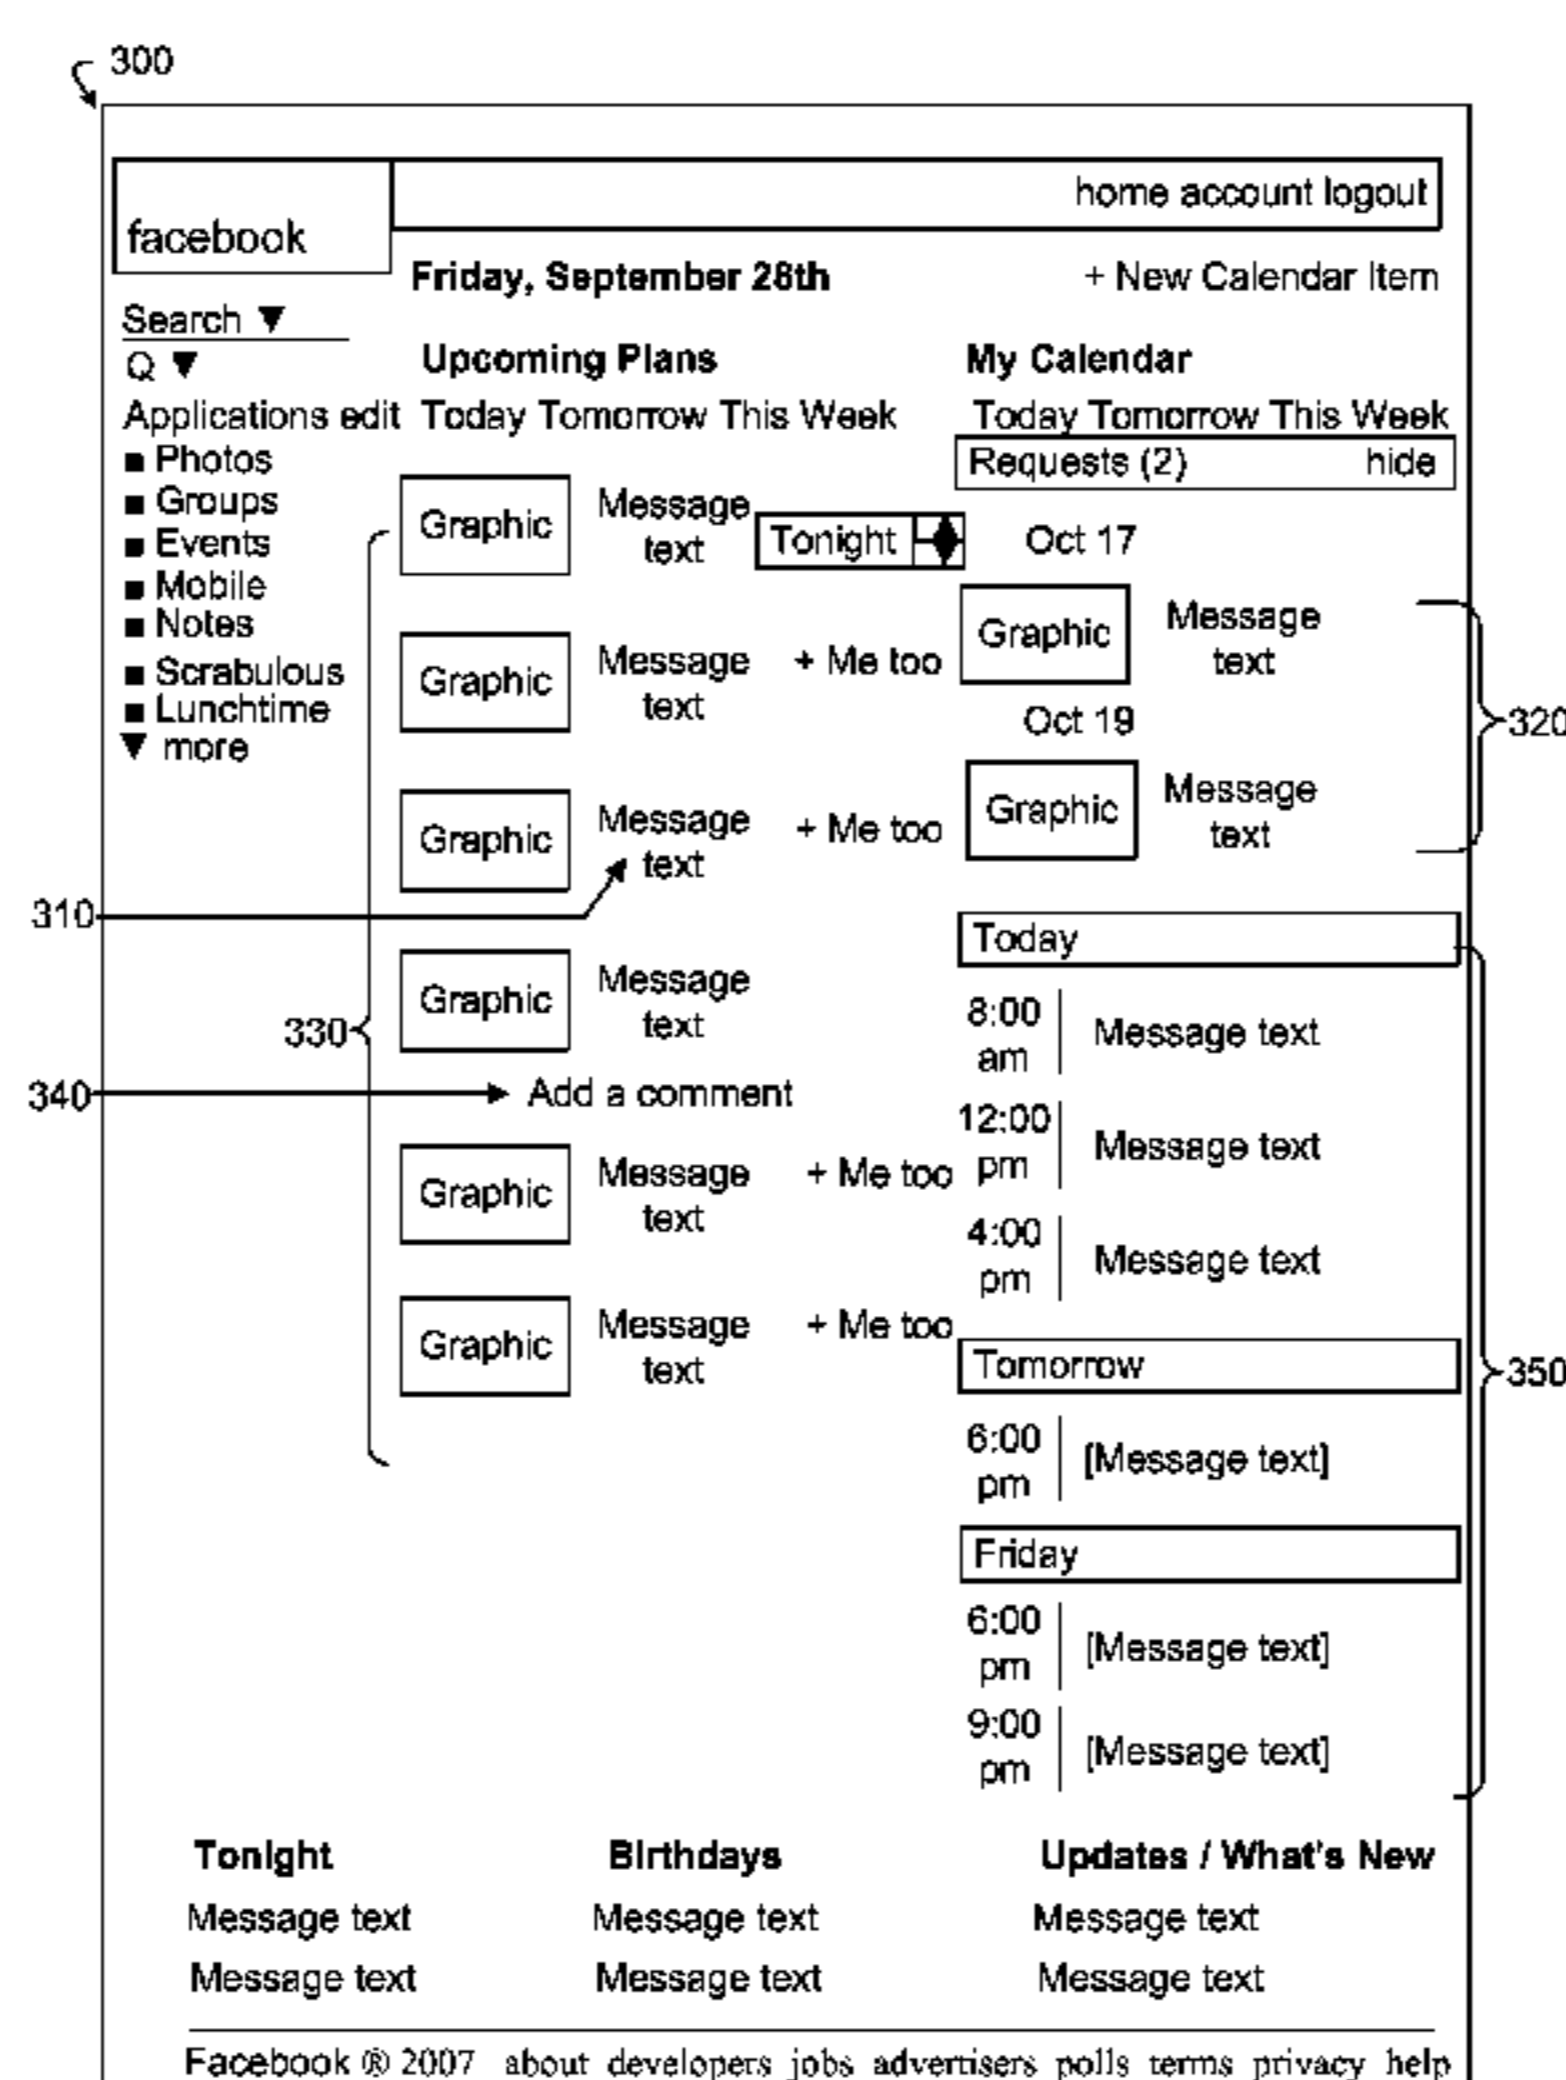 300
home account logout
facebook
Friday, September 28th
+ New Calendar Item
Search ▼
Q ▼
Applications edit
■ Photos
■ Groups
■ Events
■ Mobile
■ Notes
■ Scrabulous
■ Lunchtime
▼ more
Upcoming Plans
Today Tomorrow This Week
Graphic
Message
text
Tonight
Graphic
Message
text
+ Me too
Graphic
Message
text
+ Me too
310
Graphic
Message
text
330
340
Add a comment
Graphic
Message
text
+ Me too
Graphic
Message
text
+ Me too
My Calendar
Today Tomorrow This Week
Requests (2) hide
Oct 17
Graphic
Message
text
Oct 19
Graphic
Message
text
320
Today
8:00
am
Message text
12:00
pm
Message text
4:00
pm
Message text
Tomorrow
350
6:00
pm
[Message text]
Friday
6:00
pm
[Message text]
9:00
pm
[Message text]
Tonight
Message text
Message text
Birthdays
Message text
Message text
Updates / What's New
Message text
Message text
Facebook ® 2007 about developers jobs advertisers polls terms privacy help